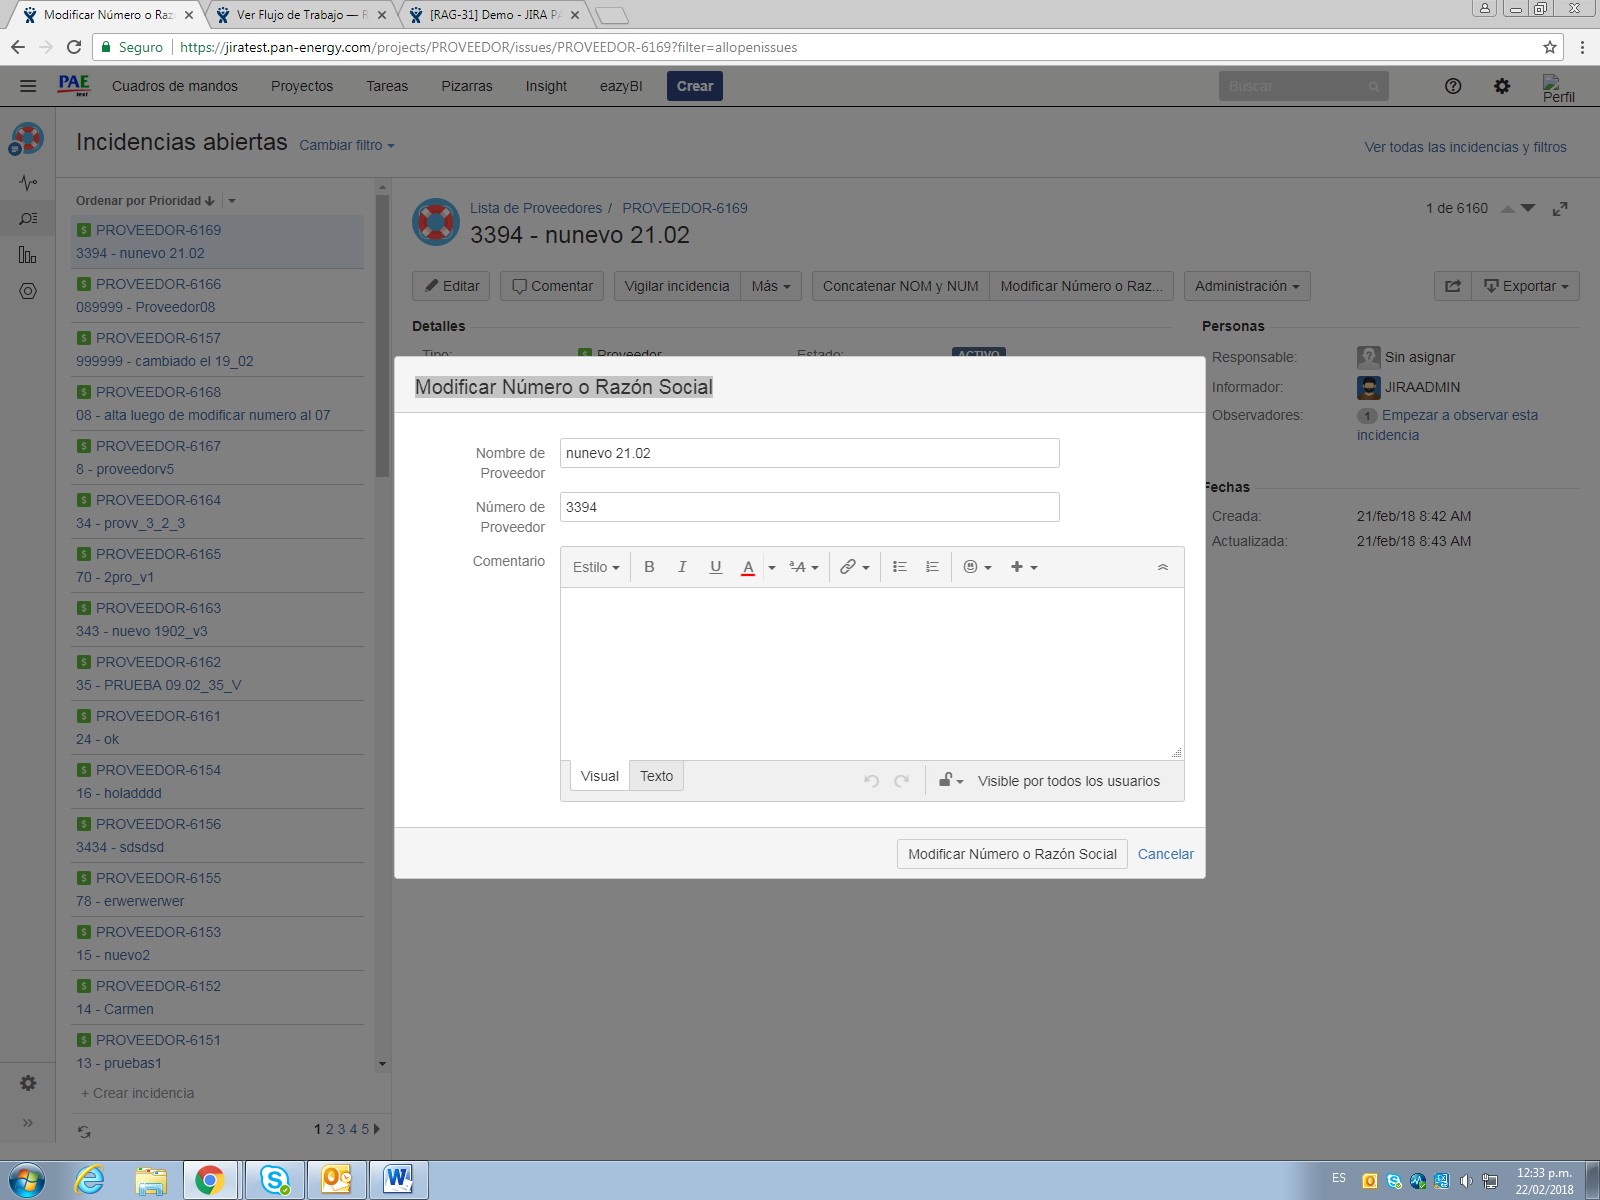 Modificar Número o Raz
Ver Flujo de Trabajo — R
[RAG-31] Demo - JIRA PA
Seguro
https://jiratest.pan-energy.com/projects/PROVEEDOR/issues/PROVEEDOR-6169?filter=allopenissues
PAE
test
Cuadros de mandos
Proyectos
Tareas
Pizarras
Insight
eazyBI
Crear
Buscar
Perfil
Incidencias abiertas
Cambiar filtro
Ver todas las incidencias y filtros
Ordenar por Prioridad
PROVEEDOR-6169
3394 - nunevo 21.02
PROVEEDOR-6166
089999 - Proveedor08
PROVEEDOR-6157
999999 - cambiado el 19_02
PROVEEDOR-6168
08 - alta luego de modificar numero al 07
PROVEEDOR-6167
8 - proveedorv5
PROVEEDOR-6164
34 - provv_3_2_3
PROVEEDOR-6165
70 - 2pro_v1
PROVEEDOR-6163
343 - nuevo 1902_v3
PROVEEDOR-6162
35 - PRUEBA 09.02_35_V
PROVEEDOR-6161
24 - ok
PROVEEDOR-6154
16 - holadddd
PROVEEDOR-6156
3434 - sdsdsd
PROVEEDOR-6155
78 - erwerwerwer
PROVEEDOR-6153
15 - nuevo2
PROVEEDOR-6152
14 - Carmen
PROVEEDOR-6151
13 - pruebas1
+ Crear incidencia
1 2 3 4 5
Lista de Proveedores / PROVEEDOR-6169
3394 - nunevo 21.02
1 de 6160
Editar
Comentar
Vigilar incidencia
Más
Concatenar NOM y NUM
Modificar Número o Raz...
Administración
Exportar
Detalles
Tipo:
Proveedor
Estado:
ACTIVO
Personas
Responsable:
Sin asignar
Informador:
JIRAADMIN
Observadores:
1 Empezar a observar esta
incidencia
Fechas
Creada:
21/feb/18 8:42 AM
Actualizada:
21/feb/18 8:43 AM
Modificar Número o Razón Social
Nombre de
Proveedor
nunevo 21.02
Número de
Proveedor
3394
Comentario
Estilo
B
I
U
A
ªA
Visual
Texto
Visible por todos los usuarios
Modificar Número o Razón Social
Cancelar
ES
12:33 p.m.
22/02/2018